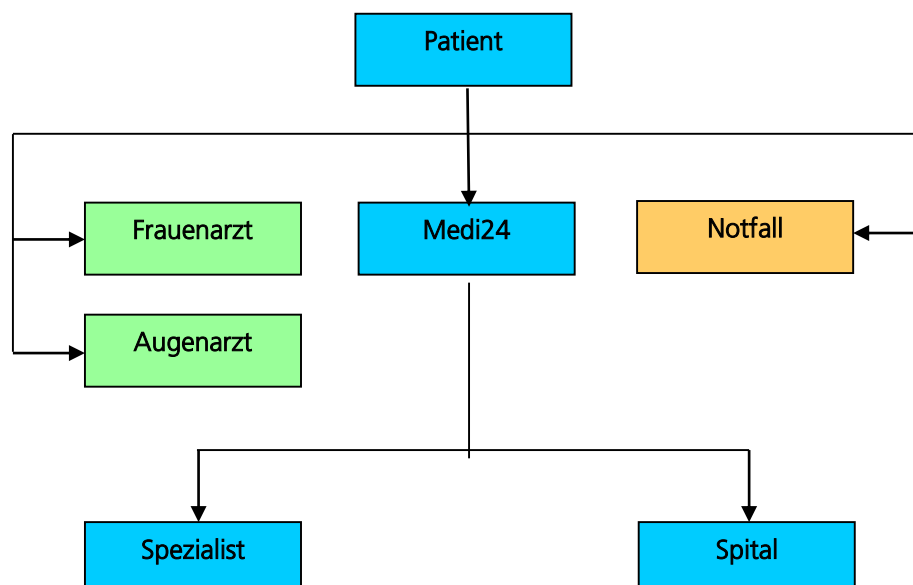 Patient
Frauenarzt
Medi24
Notfall
Augenarzt
Spezialist
Spital